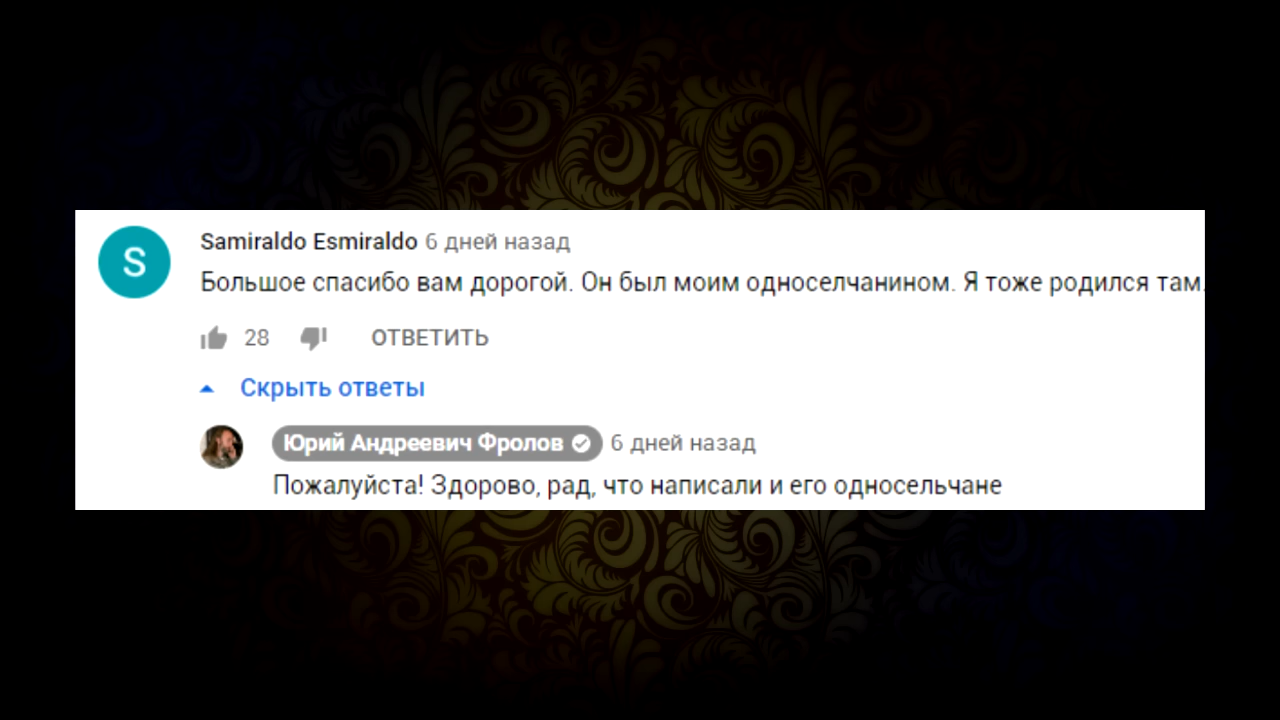 S
Samiraldo Esmiraldo 6 дней назад
Большое спасибо вам дорогой. Он был моим односелчанином. Я тоже родился там.
28 ОТВЕТИТЬ
Скрыть ответы
Юрий Андреевич Фролов 6 дней назад
Пожалуйста! Здорово, рад, что написали и его односельчане